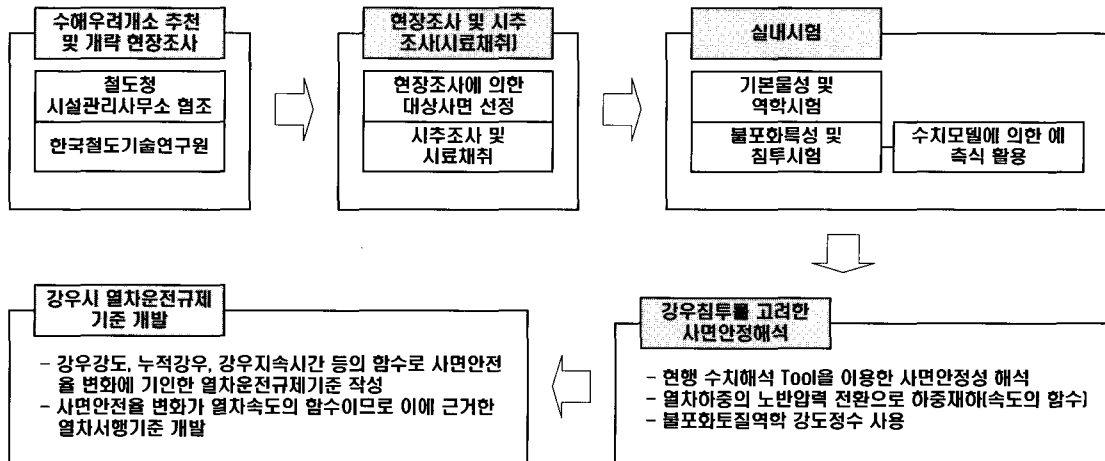 수해우려개소 추천
및 개략 현장조사
철도청
시설관리사무소 협조
한국철도기술연구원
현장조사 및 시추
조사(시료채취)
현장조사에 의한
대상사면 선정
시추조사 및
시료채취
실내시험
기본물성 및
역학시험
불포화특성 및
침투시험
수치모델에 의한 예
측식 활용
강우시 열차운전규제
기준 개발
- 강우강도, 누적강우, 강우지속시간 등의 함수로 사면안전
율 변화에 기인한 열차운전규제기준 작성
- 사면안전율 변화가 열차속도의 함수이므로 이에 근거한
열차서행기준 개발
강우침투를 고려한
사면안정해석
- 현행 수치해석 Tool을 이용한 사면안정성 해석
- 열차하중의 노반압력 전환으로 하중재하(속도의 함수)
- 불포화토질역학 강도정수 사용